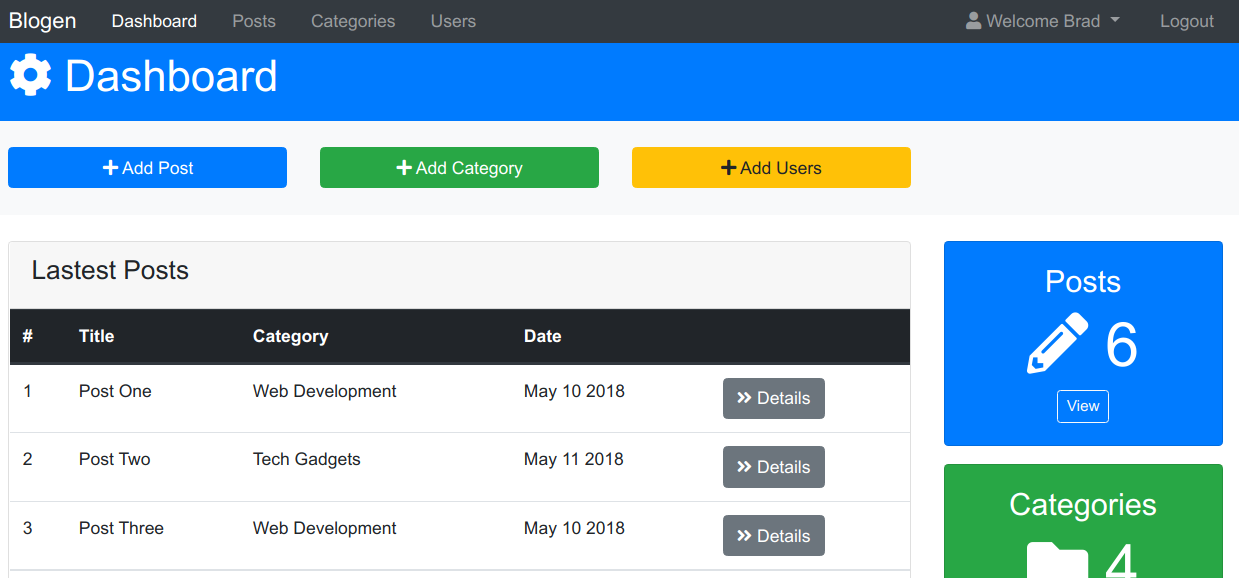 Blogen Dashboard Posts Categories Users Welcome Brad Logout
Dashboard
Add Post Add Category Add Users
Lastest Posts
# Title Category Date
1 Post One Web Development May 10 2018 Details
2 Post Two Tech Gadgets May 11 2018 Details
3 Post Three Web Development May 10 2018 Details
Posts
6
View
Categories
4